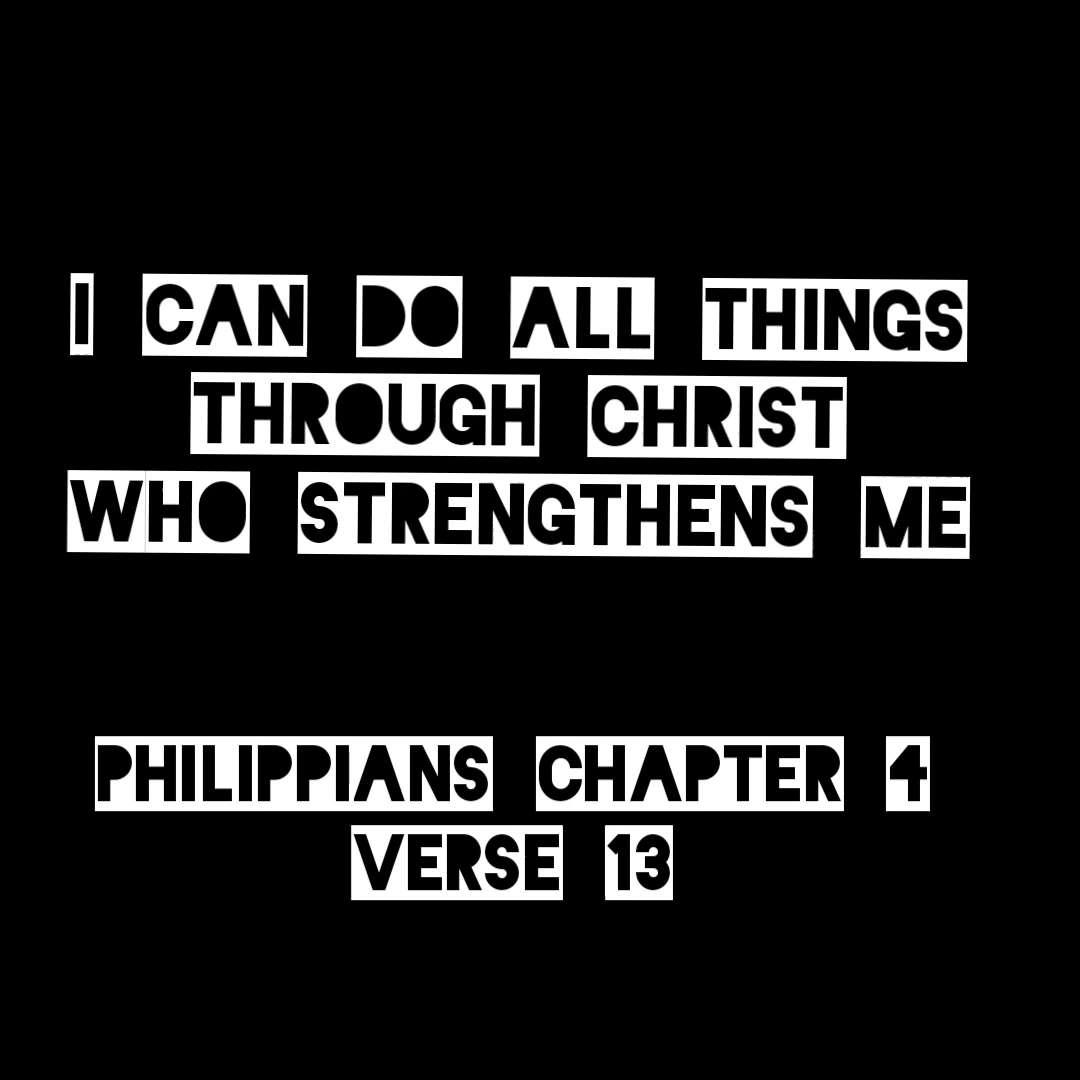 I CAN DO ALL THINGS
THROUGH CHRIST
WHO STRENGTHENS ME
PHILIPPIANS CHAPTER 4
VERSE 13